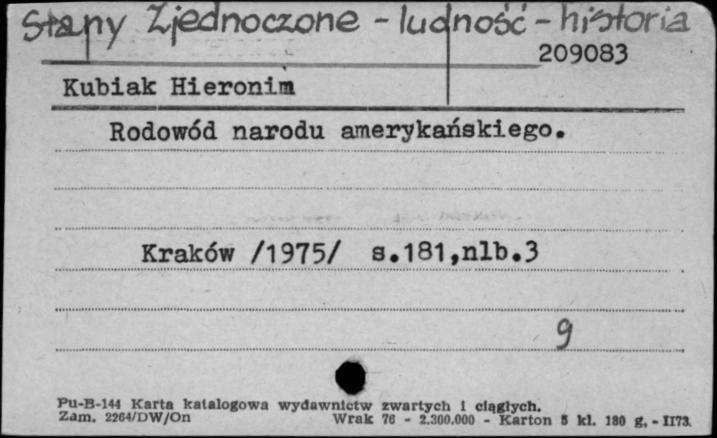 Stany Zjednoczone - ludność - historia
209083
Kubiak Hieronim
Rodowód narodu amerykańskiego.
Kraków /1975/ s.181,nlb.3
9
Pu-B-144 Karta katalogowa wydawnictw zwartych i ciągłych.
Zam. 2264/DW/On Wrak 76 - 2.300.000 - Karton 5 kl. 180 g. - II73.